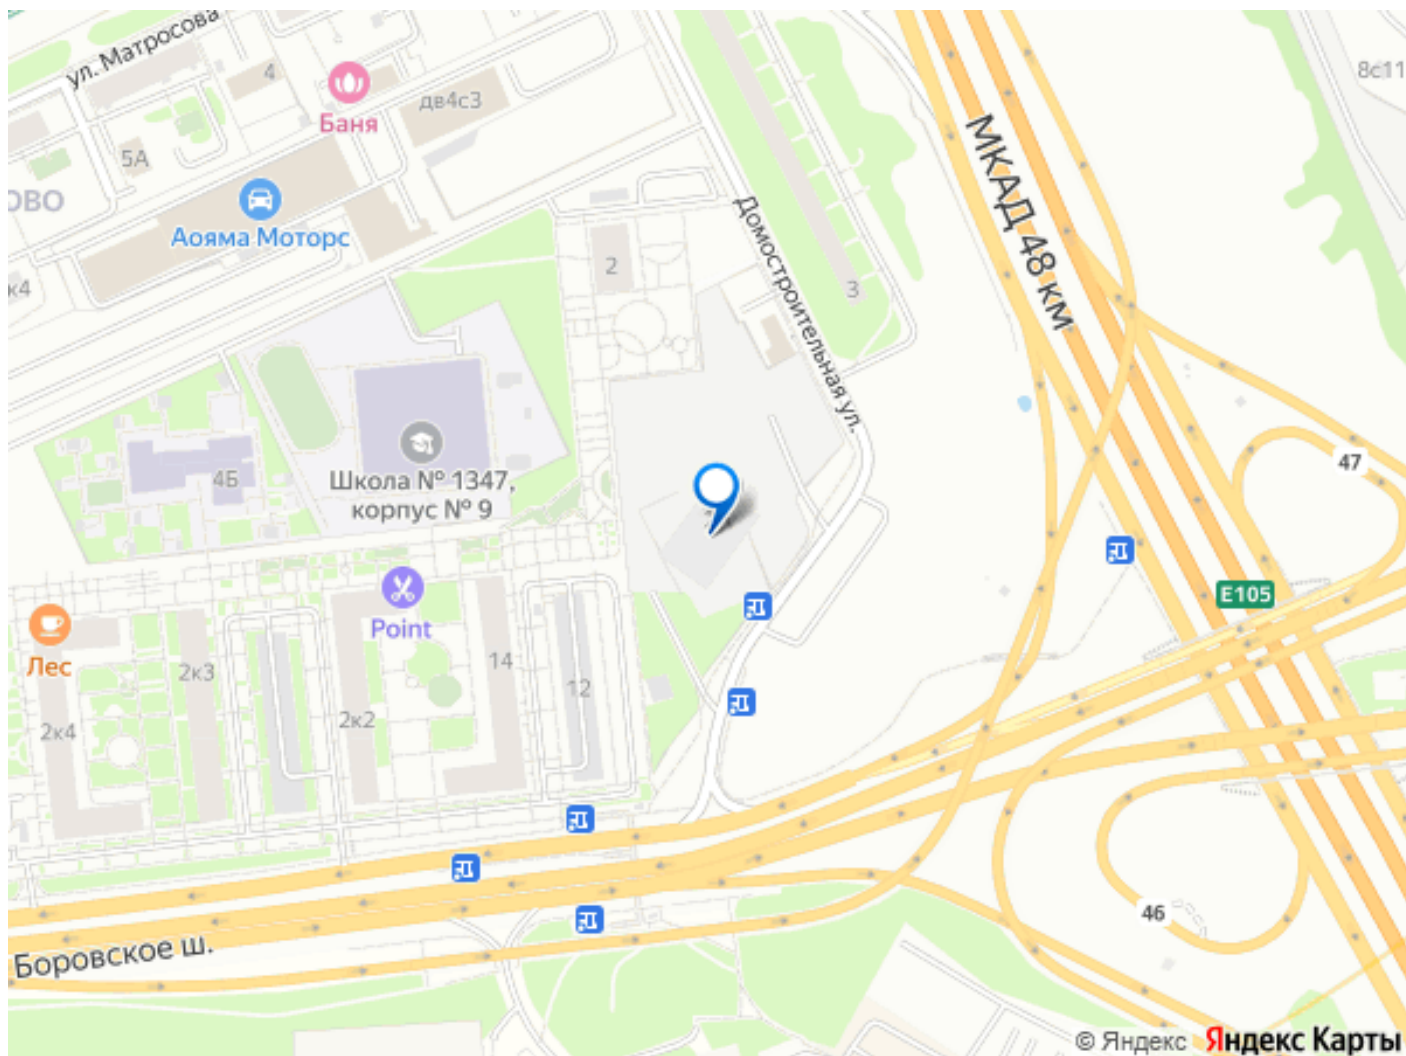 ул. Матросова
4
Баня
дв4с3
8с11
5А
ОВО
Аояма Моторс
к4
2
3
Домостроительная ул.
МКАД 48 км
47
4Б
Школа № 1347,
корпус № 9
E105
Point
Лес
2к3
14
12
2к2
2к4
46
Боровское ш.
© Яндекс Яндекс Карты